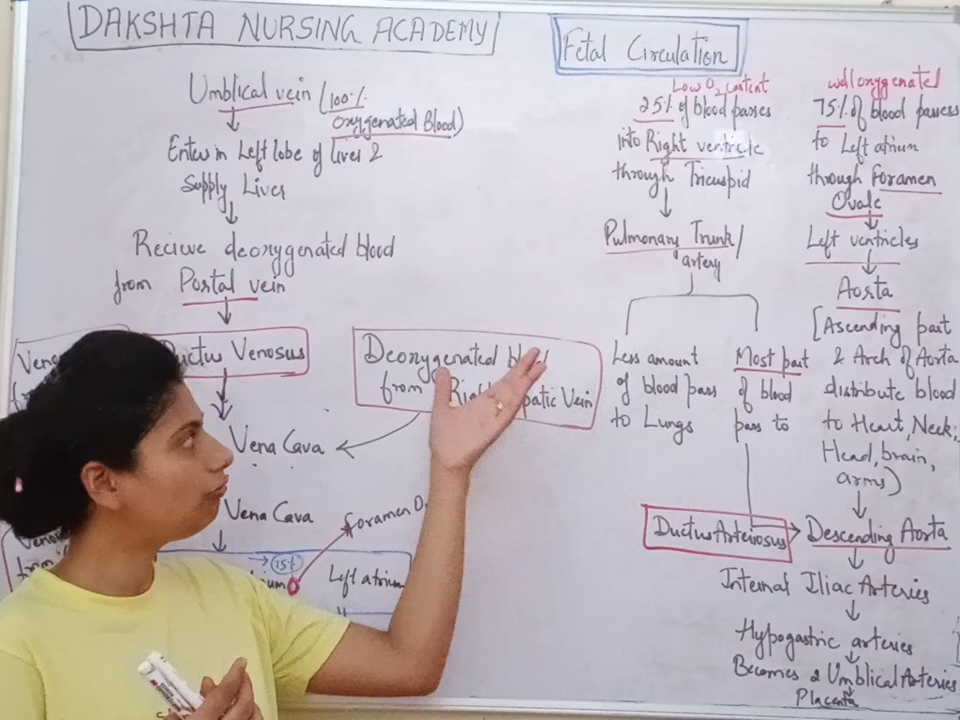 DAKSHTA NURSING ACADEMY
Fetal Circulation
Umblical vein (100%
oxygenated Blood)
Enters in Left lobe of liver &
Supply Liver
Recieve deoxygenated blood
from Portal vein
Ductus Venosus
Deoxygenated blood
from Right Vein
Vena Cava
Vena Cava
Foramen
75%
Left atrium
Low O2 content
25% of blood passes
into Right ventricle
through Tricuspid
Pulmonary Trunk/
artery
Less amount
of blood pass
to Lungs
Most part
of blood
pass to
Ductus Arteriosus
well oxygenated
75% of blood passess
to Left atrium
through Foramen
Ovale
Left ventricles
Aorta
[Ascending part
& Arch of Aorta
distribute blood
to Heart, Neck,
Head, brain,
arms)
Descending Aorta
Internal Iliac Arteries
Hypogastric arteries
Becomes 2 Umblical Arteries
Placenta